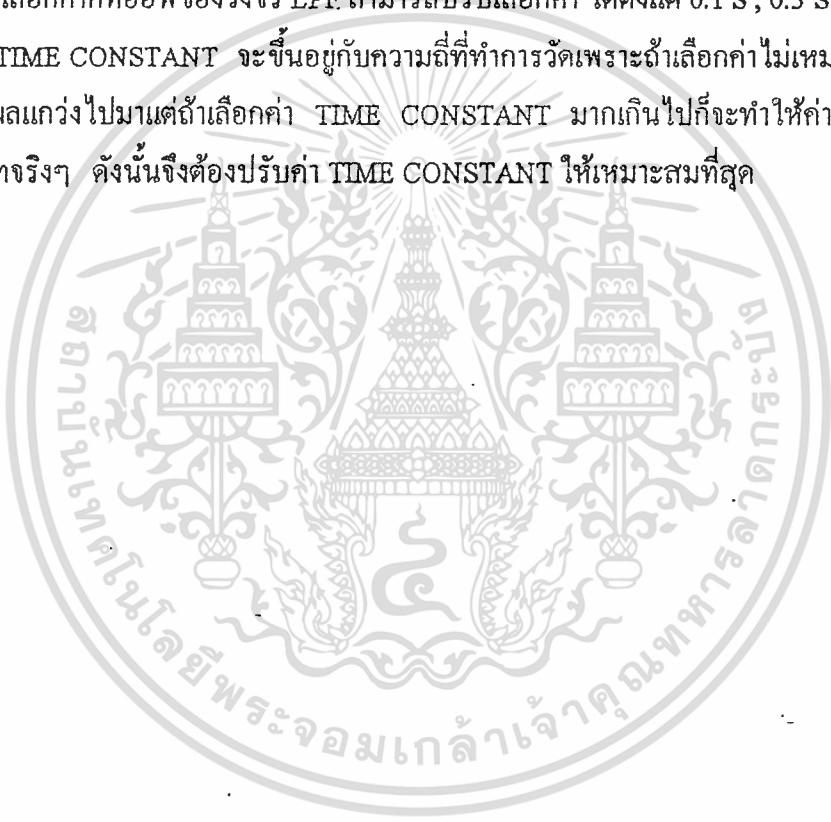 เลือกค่าคัทออฟของวงจร LPF. สามารถปรับเลือกค่า ได้ตั้งแต่ 0.1 S , 0.3 S
TIME CONSTANT จะขึ้นอยู่กับความถี่ที่ทำการวัดเพราะถ้าเลือกค่าไม่เหม
ผลแกว่งไปมาแต่ถ้าเลือกค่า TIME CONSTANT มากเกินไปก็จะทำให้ค่า
าจริงๆ ดังนั้นจึงต้องปรับค่า TIME CONSTANT ให้เหมาะสมที่สุด
สถาบันเทคโนโลยีพระจอมเกล้าเจ้าคุณทหารลาดกระบัง